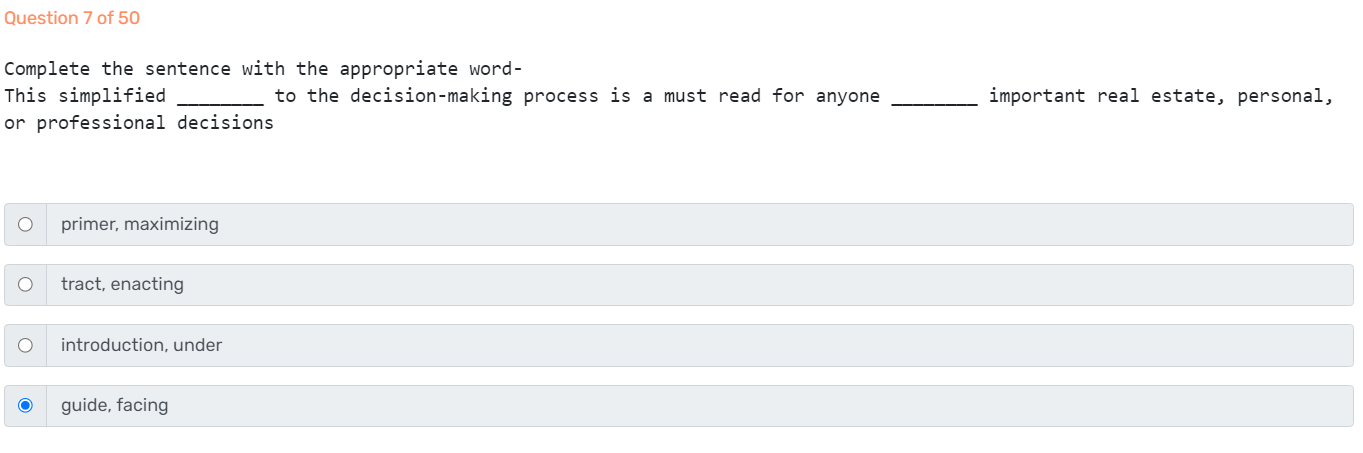 Question 7 of 50
Complete the sentence with the appropriate word-
This simplified ________ to the decision-making process is a must read for anyone ________ important real estate, personal,
or professional decisions
primer, maximizing
tract, enacting
introduction, under
guide, facing